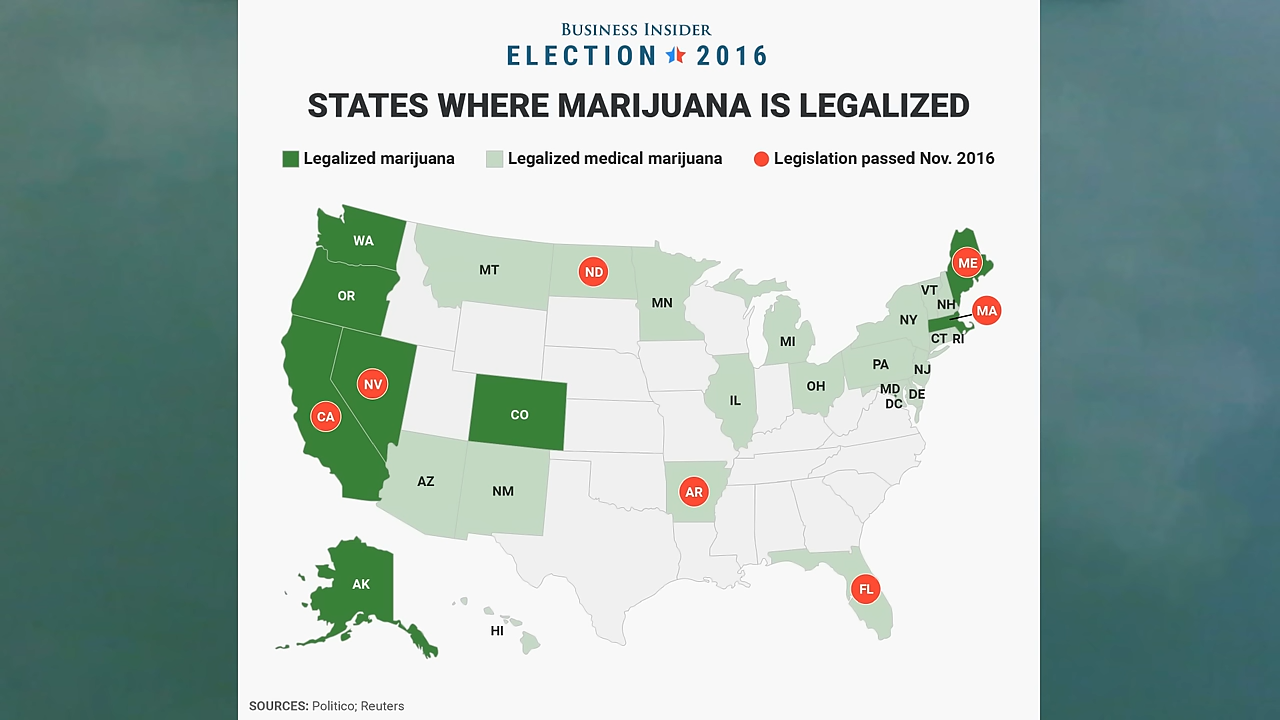 BUSINESS INSIDER
ELECTION 2016
STATES WHERE MARIJUANA IS LEGALIZED
Legalized marijuana
Legalized medical marijuana
Legislation passed Nov. 2016
WA
MT
ND
MN
OR
ME
VT
NH
MA
NY
CT RI
MI
PA
NJ
NV
OH
MD
DE
DC
CA
CO
IL
AZ
NM
AR
AK
FL
HI
SOURCES: Politico; Reuters